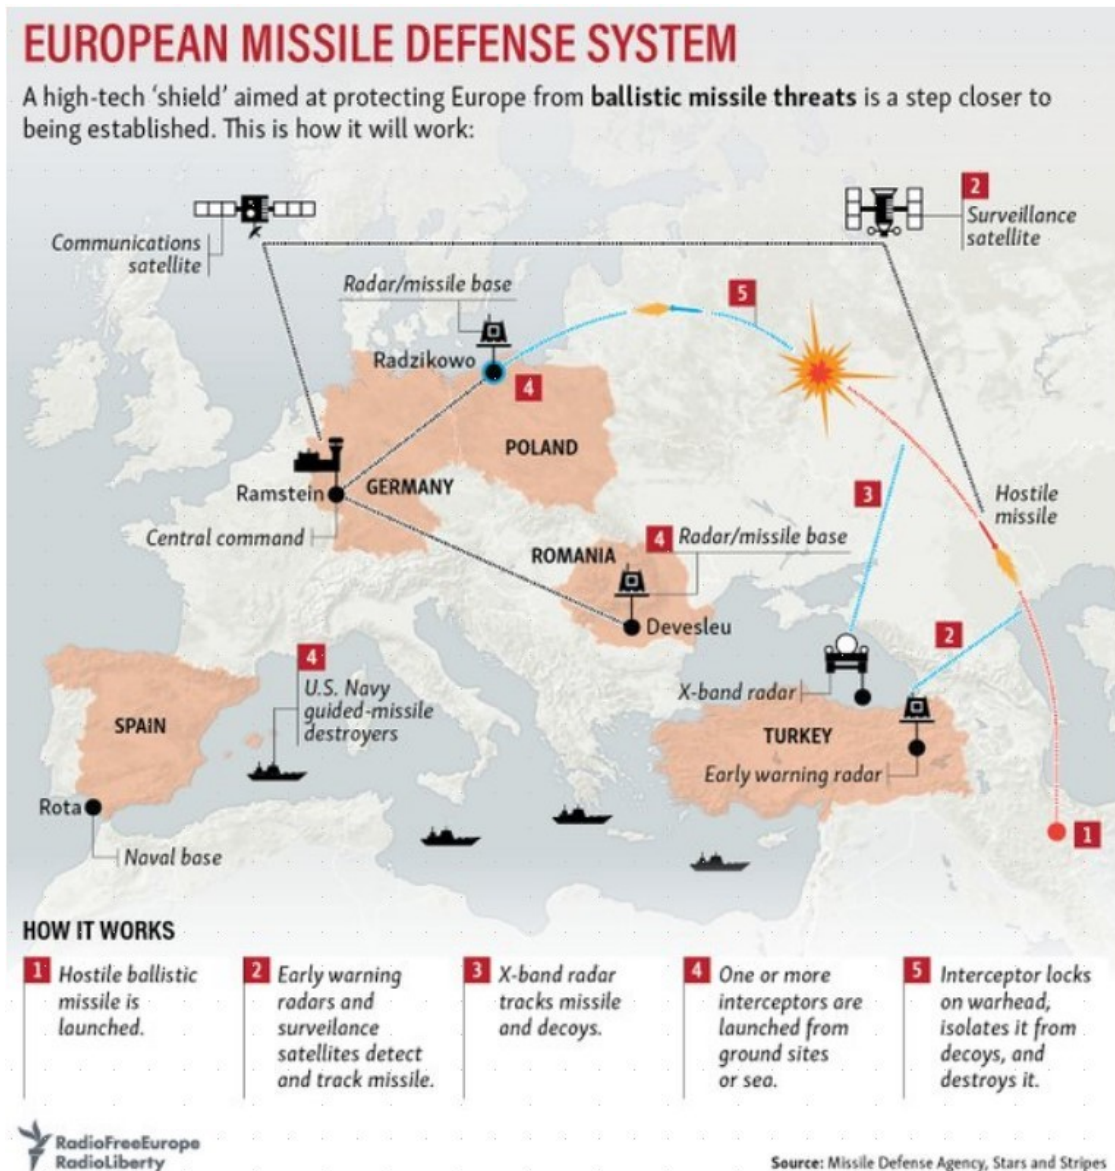 EUROPEAN MISSILE DEFENSE SYSTEM
A high-tech ‘shield’ aimed at protecting Europe from ballistic missile threats is a step closer to
being established. This is how it will work:
2
Surveillance
satellite
Communications
satellite
Radar/missile base
5
Radzikowo
4
POLAND
Ramstein
GERMANY
Central command
3
Hostile
missile
ROMANIA
4
Radar/missile base
Devesleu
2
4
U.S. Navy
guided-missile
destroyers
X-band radar
SPAIN
TURKEY
Early warning radar
Rota
1
Naval base
HOW IT WORKS
1
Hostile ballistic
missile is
launched.
2
Early warning
radars and
surveilance
satellites detect
and track missile.
3
X-band radar
tracks missile
and decoys.
4
One or more
interceptors are
launched from
ground sites
or sea.
5
Interceptor locks
on warhead,
isolates it from
decoys, and
destroys it.
RadioFreeEurope
RadioLiberty
Source: Missile Defense Agency, Stars and Stripes